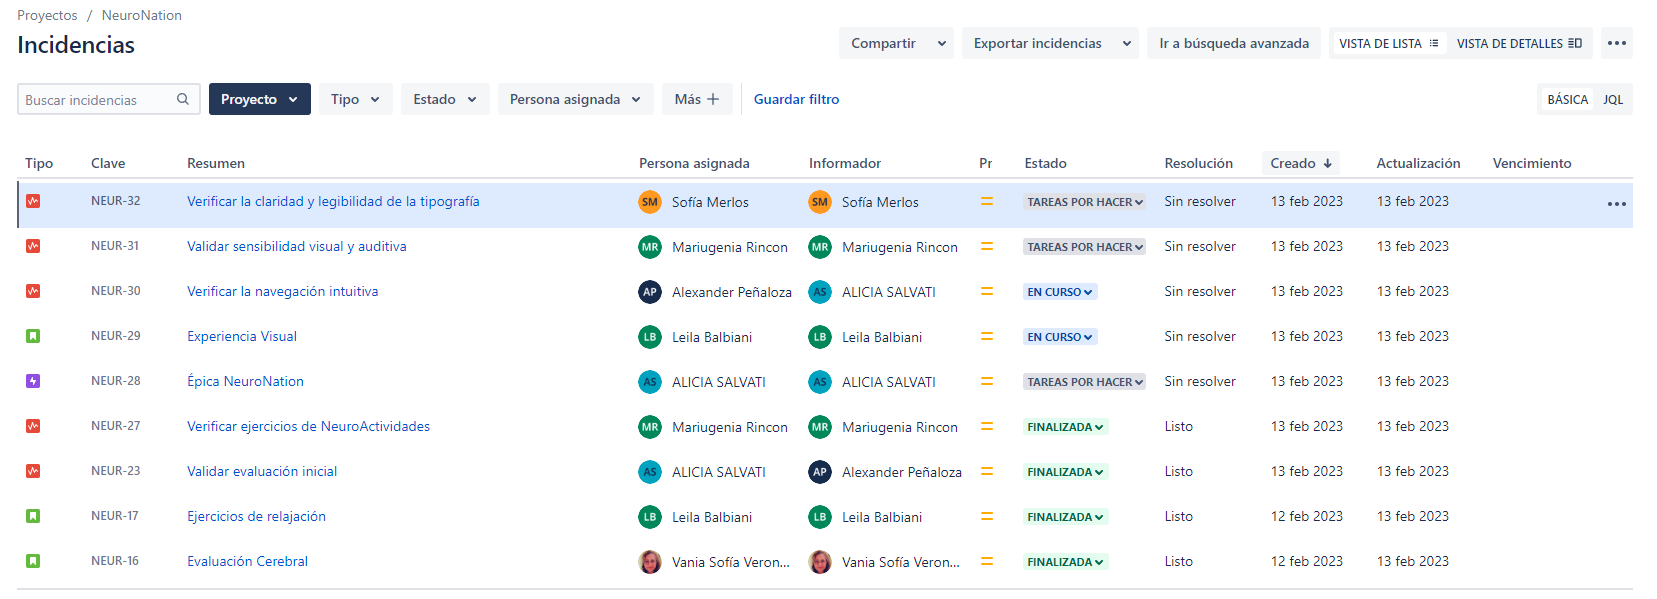 Proyectos / NeuroNation
Incidencias
Compartir Exportar incidencias Ir a búsqueda avanzada VISTA DE LISTA VISTA DE DETALLES
Buscar incidencias Proyecto Tipo Estado Persona asignada Más Guardar filtro BÁSICA JQL
Tipo Clave Resumen Persona asignada Informador Pr Estado Resolución Creado Actualización Vencimiento
NEUR-32 Verificar la claridad y legibilidad de la tipografía SM Sofía Merlos SM Sofía Merlos TAREAS POR HACER Sin resolver 13 feb 2023 13 feb 2023
NEUR-31 Validar sensibilidad visual y auditiva MR Mariugenia Rincon MR Mariugenia Rincon TAREAS POR HACER Sin resolver 13 feb 2023 13 feb 2023
NEUR-30 Verificar la navegación intuitiva AP Alexander Peñaloza AS ALICIA SALVATI EN CURSO Sin resolver 13 feb 2023 13 feb 2023
NEUR-29 Experiencia Visual LB Leila Balbiani LB Leila Balbiani EN CURSO Sin resolver 13 feb 2023 13 feb 2023
NEUR-28 Épica NeuroNation AS ALICIA SALVATI AS ALICIA SALVATI TAREAS POR HACER Sin resolver 13 feb 2023 13 feb 2023
NEUR-27 Verificar ejercicios de NeuroActividades MR Mariugenia Rincon MR Mariugenia Rincon FINALIZADA Listo 13 feb 2023 13 feb 2023
NEUR-23 Validar evaluación inicial AS ALICIA SALVATI AP Alexander Peñaloza FINALIZADA Listo 13 feb 2023 13 feb 2023
NEUR-17 Ejercicios de relajación LB Leila Balbiani LB Leila Balbiani FINALIZADA Listo 12 feb 2023 13 feb 2023
NEUR-16 Evaluación Cerebral Vania Sofía Veron... Vania Sofía Veron... FINALIZADA Listo 12 feb 2023 13 feb 2023